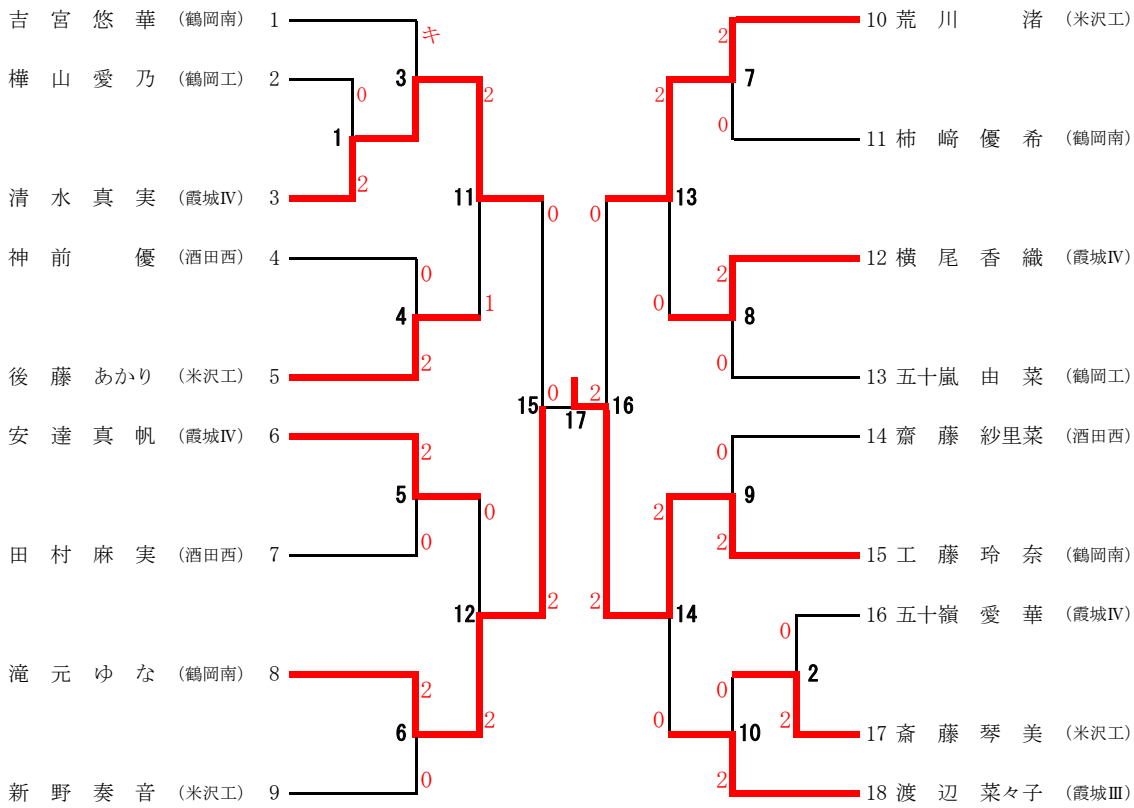 吉宮悠華 (鶴岡南) 1
キ
樺山愛乃 (鶴岡工) 2
3
0
2
1
2
清水真実 (霞城Ⅳ) 3
11
0
神前優 (酒田西) 4
0
1
4
2
後藤あかり (米沢工) 5
15
0
17
安達真帆 (霞城Ⅳ) 6
2
5
0
0
田村麻実 (酒田西) 7
12
2
滝元ゆな (鶴岡南) 8
2
2
6
0
新野奏音 (米沢工) 9
10 荒川渚 (米沢工)
2
7
2
0
11 柿﨑優希 (鶴岡南)
13
0
12 横尾香織 (霞城Ⅳ)
2
0
8
0
13 五十嵐由菜 (鶴岡工)
2
16
14 齋藤紗里菜 (酒田西)
0
9
2
2
15 工藤玲奈 (鶴岡南)
2
14
16 五十嶺愛華 (霞城Ⅳ)
0
2
0
2
17 斎藤琴美 (米沢工)
0
10
2
18 渡辺菜々子 (霞城Ⅲ)